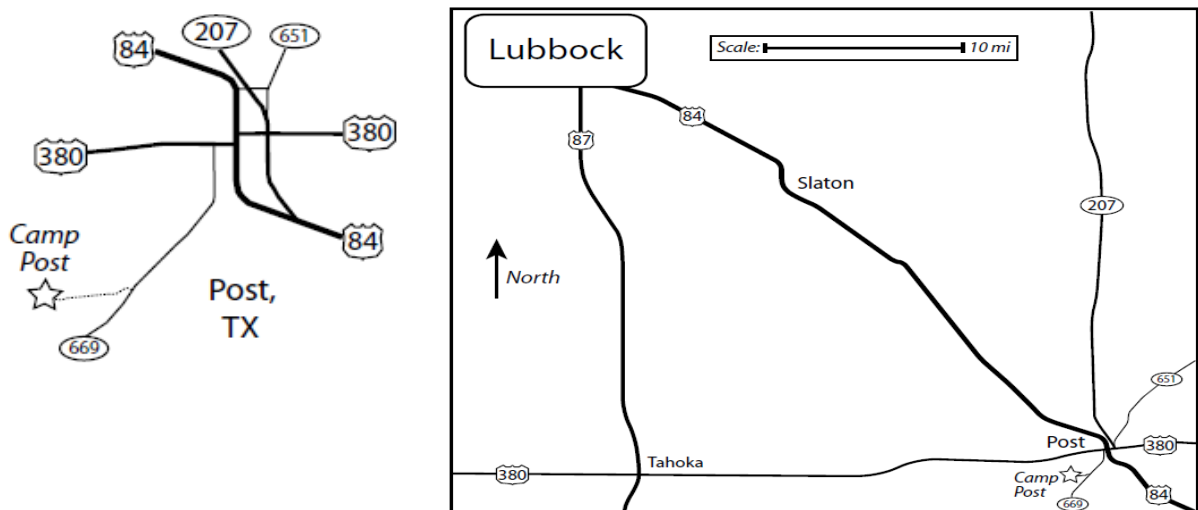 84
207
651
380
380
Camp
Post
84
Post,
TX
669
Lubbock
Scale:
10 mi
84
87
Slaton
207
North
651
Post
380
Tahoka
380
Camp
Post
669
84